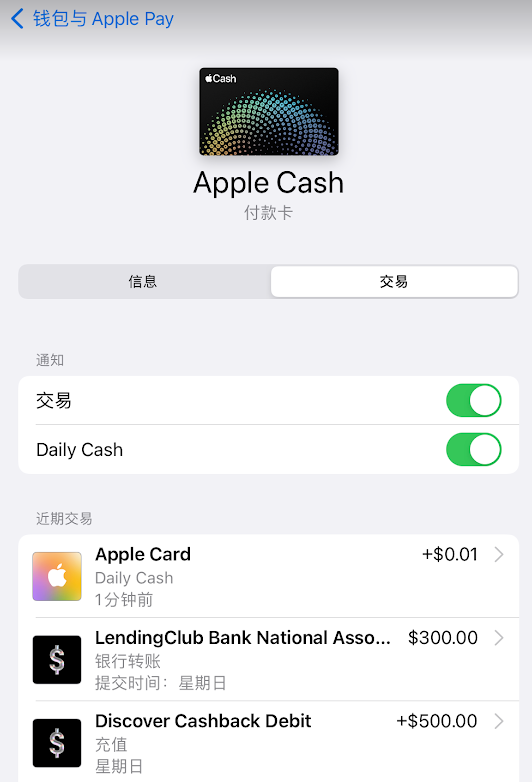 钱包与 Apple Pay
Cash
Apple Cash
付款卡
信息
交易
通知
交易
Daily Cash
近期交易
Apple Card
+$0.01
Daily Cash
1分钟前
LendingClub Bank National Asso...
$300.00
银行转账
提交时间：星期日
Discover Cashback Debit
+$500.00
充值
星期日